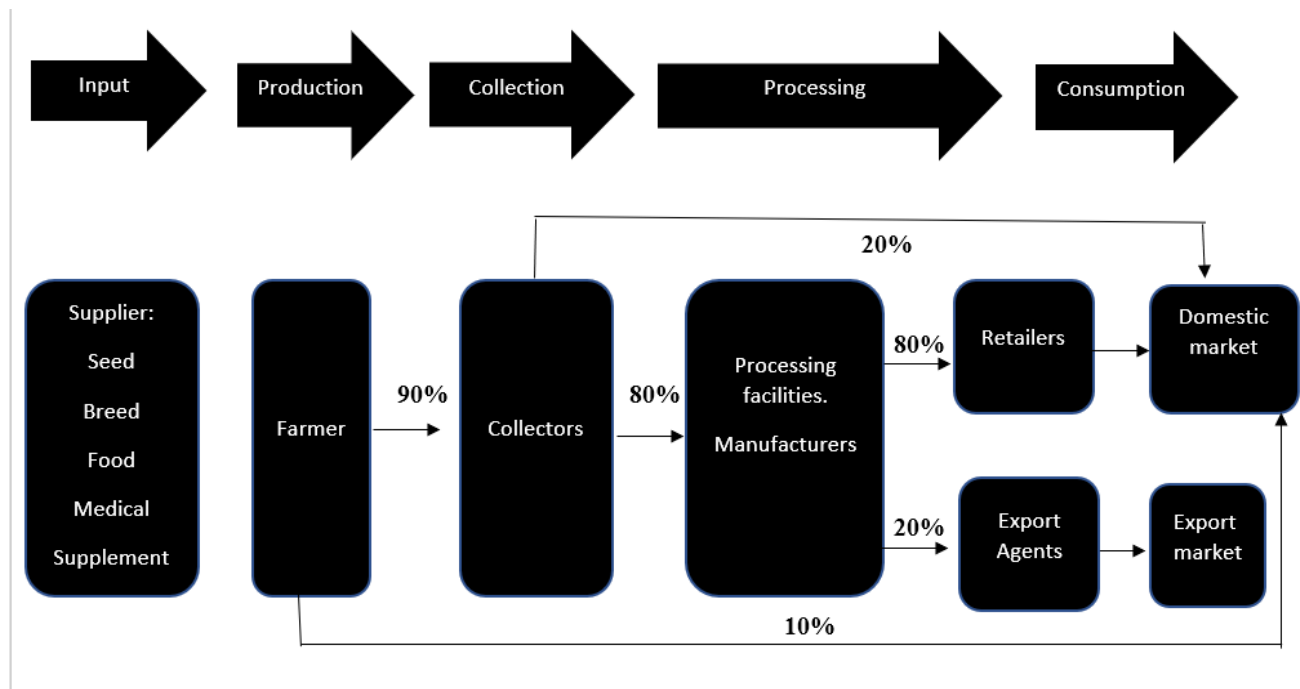 Input
Production
Collection
Processing
Consumption
20%
Supplier:
Seed
Breed
Food
Medical
Supplement
Farmer
90%
Collectors
80%
Processing
facilities.
Manufacturers
80%
Retailers
Domestic
market
20%
Export
Agents
Export
market
10%